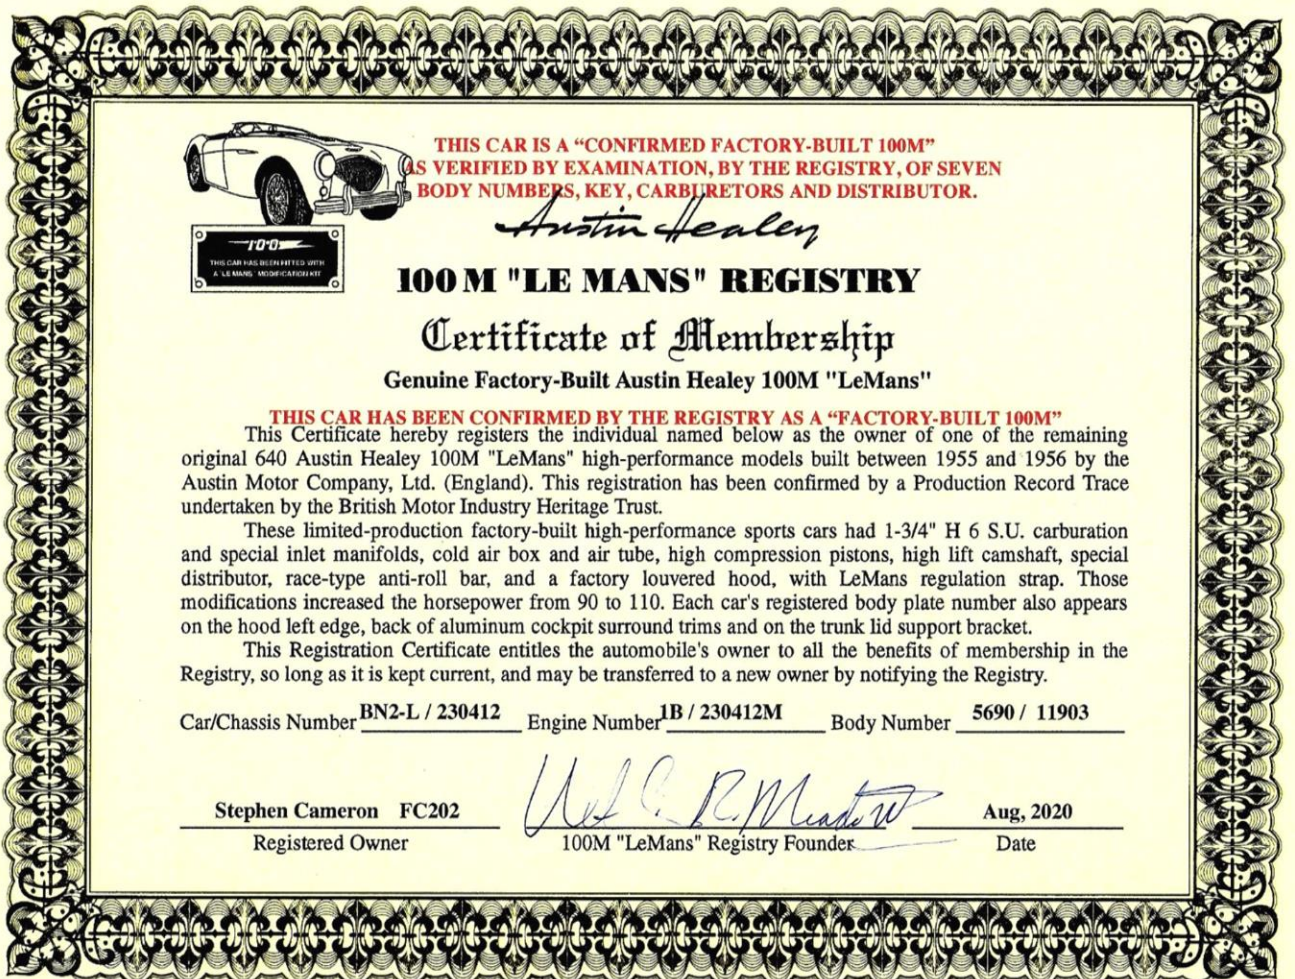 THIS CAR IS A “CONFIRMED FACTORY-BUILT 100M”
AS VERIFIED BY EXAMINATION, BY THE REGISTRY, OF SEVEN
BODY NUMBERS, KEY, CARBURETORS AND DISTRIBUTOR.
Austin Healey
100
THIS CAR HAS BEEN FITTED WITH
A "LE MANS" MODIFICATION KIT
100 M "LE MANS" REGISTRY
Certificate of Membership
Genuine Factory-Built Austin Healey 100M "LeMans"
THIS CAR HAS BEEN CONFIRMED BY THE REGISTRY AS A “FACTORY-BUILT 100M”
This Certificate hereby registers the individual named below as the owner of one of the remaining
original 640 Austin Healey 100M "LeMans" high-performance models built between 1955 and 1956 by the
Austin Motor Company, Ltd. (England). This registration has been confirmed by a Production Record Trace
undertaken by the British Motor Industry Heritage Trust.
These limited-production factory-built high-performance sports cars had 1-3/4" H 6 S.U. carburation
and special inlet manifolds, cold air box and air tube, high compression pistons, high lift camshaft, special
distributor, race-type anti-roll bar, and a factory louvered hood, with LeMans regulation strap. Those
modifications increased the horsepower from 90 to 110. Each car's registered body plate number also appears
on the hood left edge, back of aluminum cockpit surround trims and on the trunk lid support bracket.
This Registration Certificate entitles the automobile's owner to all the benefits of membership in the
Registry, so long as it is kept current, and may be transferred to a new owner by notifying the Registry.
Car/Chassis Number BN2-L / 230412 Engine Number 1B / 230412M Body Number 5690 / 11903
Stephen Cameron FC202 Aug, 2020
Registered Owner 100M "LeMans" Registry Founder Date